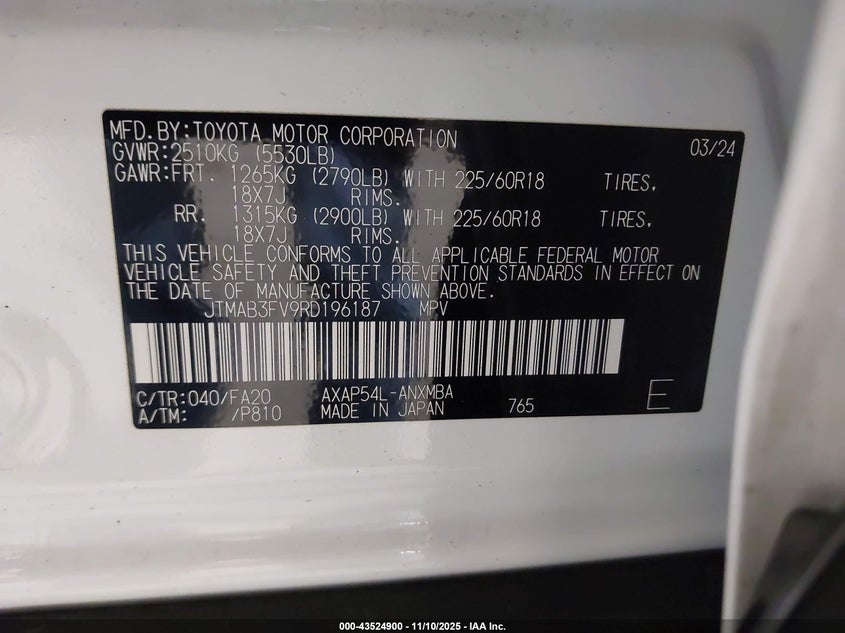 MFD.BY:TOYOTA MOTOR CORPORATION 03/24
GVWR:2510KG (5530LB)
GAWR:FRT. 1265KG (2790LB) WITH 225/60R18 TIRES,
18X7J RIMS.
RR. 1315KG (2900LB) WITH 225/60R18 TIRES,
18X7J RIMS.
THIS VEHICLE CONFORMS TO ALL APPLICABLE FEDERAL MOTOR
VEHICLE SAFETY AND THEFT PREVENTION STANDARDS IN EFFECT ON
THE DATE OF MANUFACTURE SHOWN ABOVE.
JTMAB3FV9RD196187 MPV
C/TR:040/FA20 AXAP54L-ANXMBA
A/TM: /P810 MADE IN JAPAN 765 E
000-43524900 - 11/10/2025 - IAA Inc.